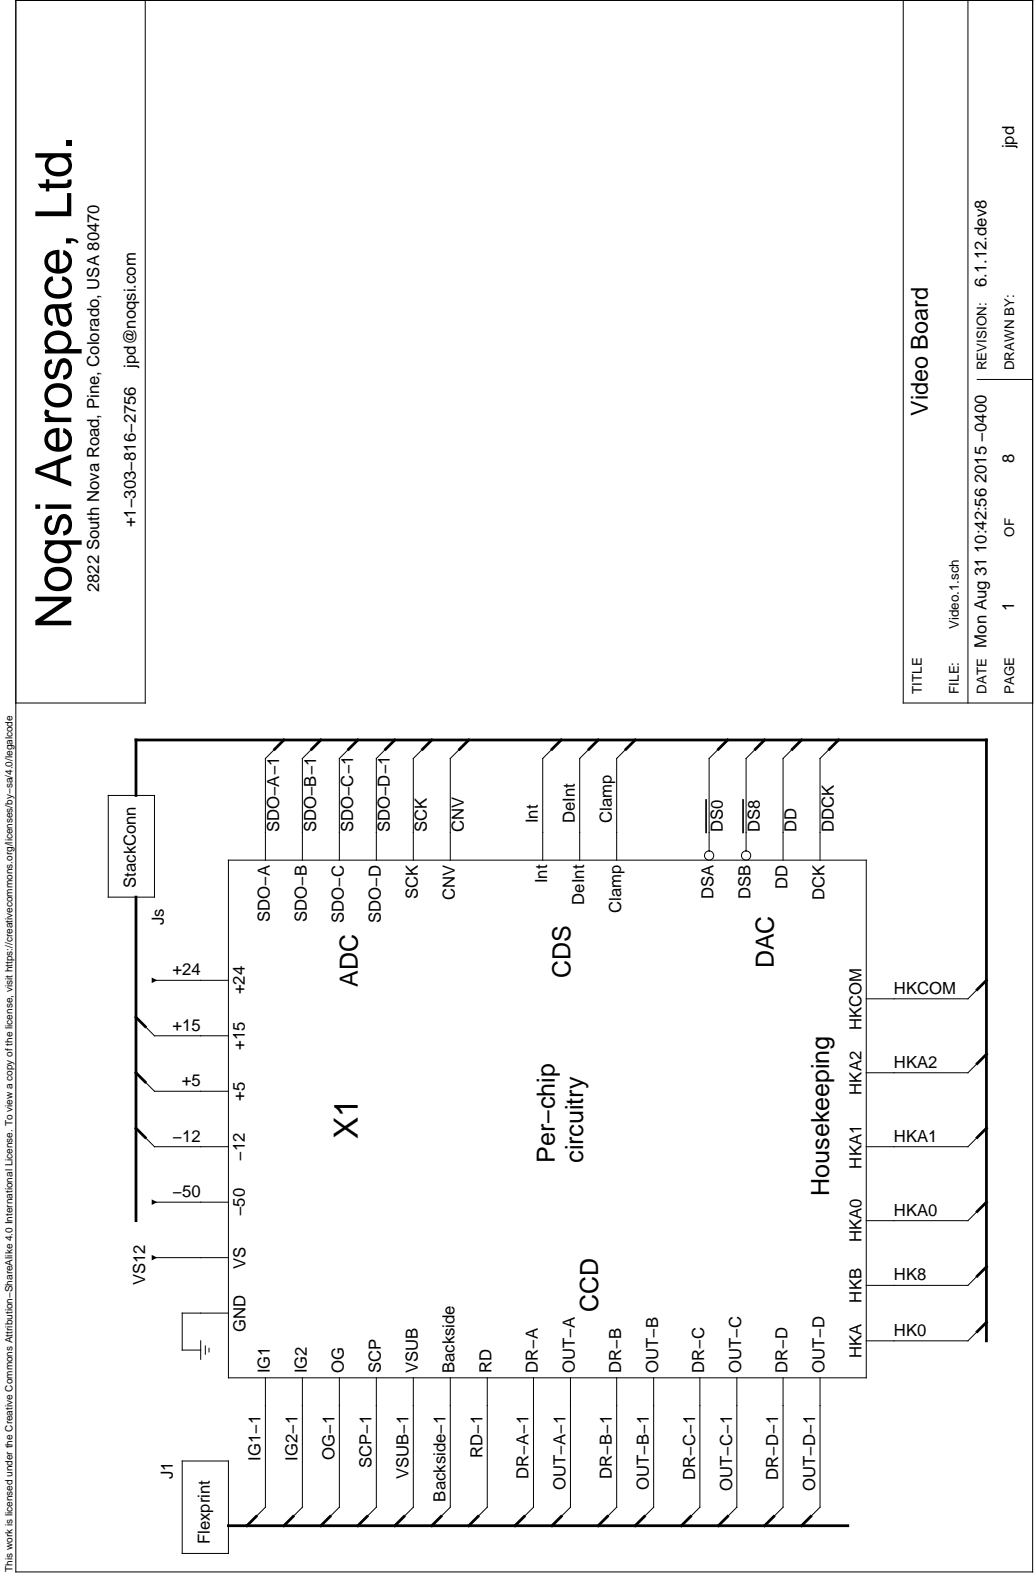 This work is licensed under the Creative Commons Attribution−ShareAlike 4.0 International License. To view a copy of the license, visit https://creativecommons.org/licenses/by−sa/4.0/legalcode
Noqsi Aerospace, Ltd.
2822 South Nova Road, Pine, Colorado, USA 80470
+1−303−816−2756 jpd@noqsi.com
J1
Flexprint
StackConn
Js
VS12
−50
−12
+5
+15
+24
GND
VS
−50
−12
+5
+15
+24
IG1−1
IG2−1
OG−1
SCP−1
VSUB−1
Backside−1
RD−1
DR−A−1
OUT−A−1
DR−B−1
OUT−B−1
DR−C−1
OUT−C−1
DR−D−1
OUT−D−1
IG1
IG2
OG
SCP
VSUB
Backside
RD
DR−A
OUT−A
DR−B
OUT−B
DR−C
OUT−C
DR−D
OUT−D
CCD
X1
Per−chip
circuitry
Housekeeping
ADC
CDS
DAC
SDO−A
SDO−B
SDO−C
SDO−D
SCK
CNV
Int
DeInt
Clamp
DSA
DSB
DD
DCK
SDO−A−1
SDO−B−1
SDO−C−1
SDO−D−1
SCK
CNV
Int
DeInt
Clamp
DS0
DS8
DD
DDCK
HKA
HKB
HKA0
HKA1
HKA2
HKCOM
HK0
HK8
HKA0
HKA1
HKA2
HKCOM
TITLE
Video Board
FILE: Video.1.sch
DATE Mon Aug 31 10:42:56 2015 −0400
REVISION: 6.1.12.dev8
PAGE 1 OF 8
DRAWN BY: jpd